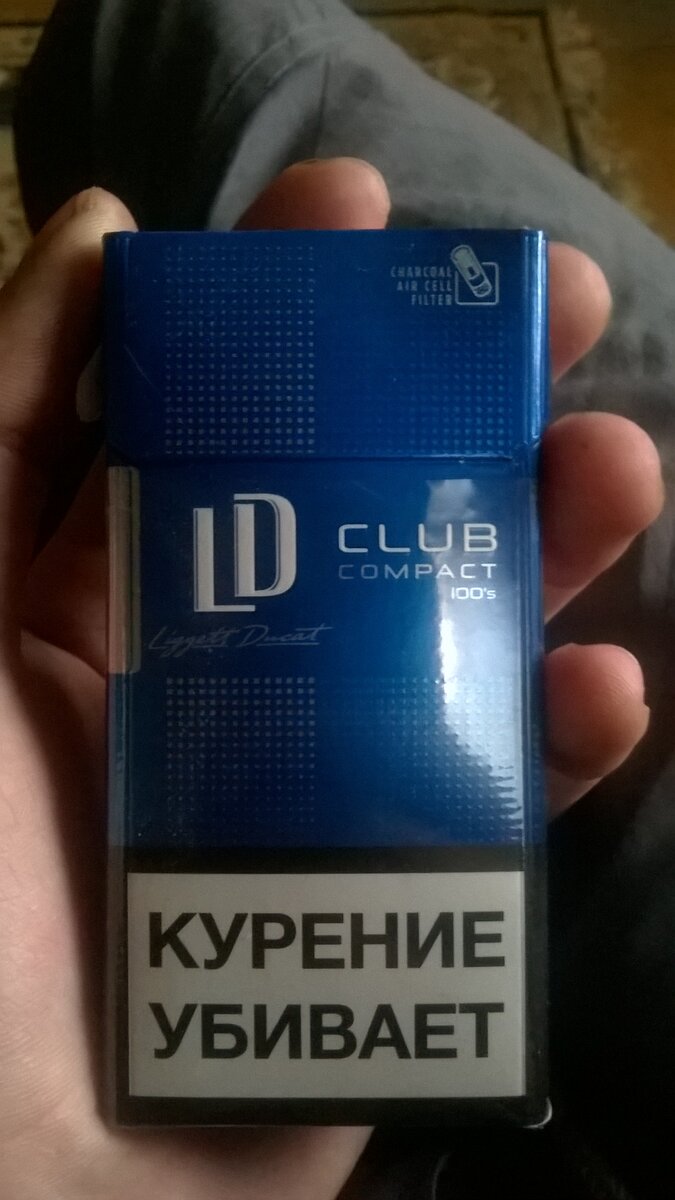 CHARCOAL
AIR CELL
FILTER
LD
CLUB
COMPACT
100's
Liggett Ducat
КУРЕНИЕ
УБИВАЕТ